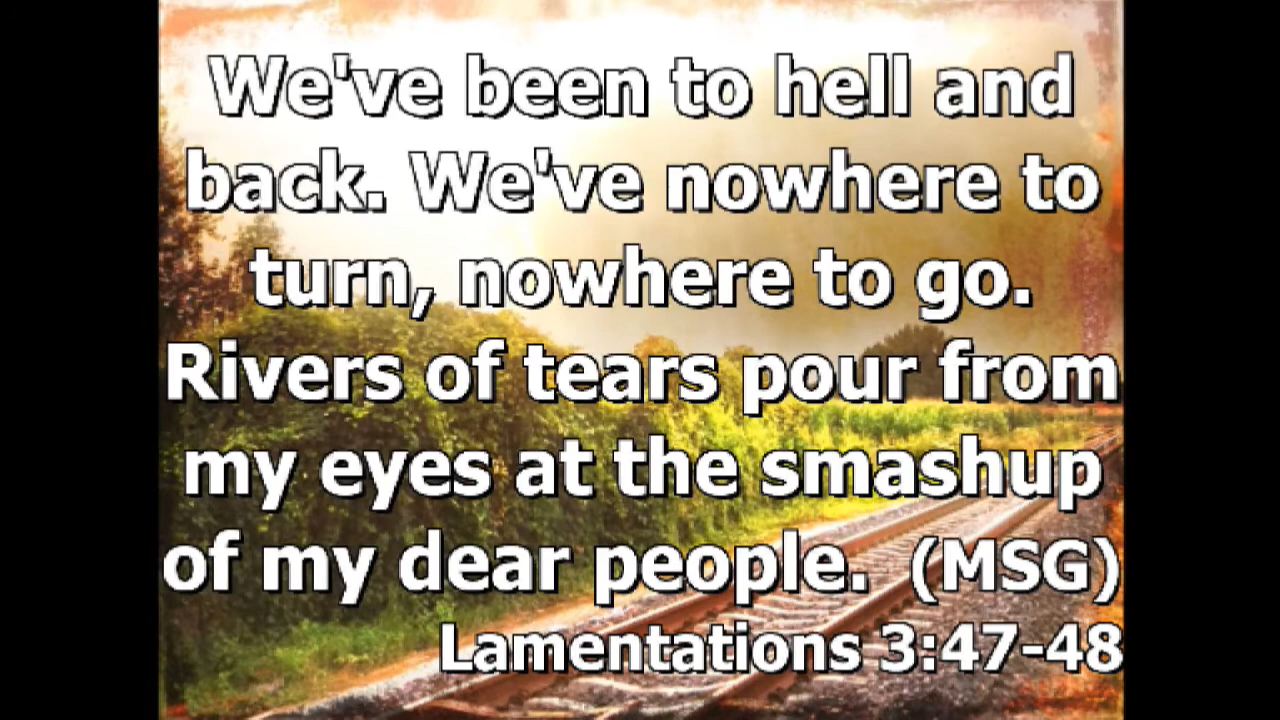 We've been to hell and
back. We've nowhere to
turn, nowhere to go.
Rivers of tears pour from
my eyes at the smashup
of my dear people.  (MSG)
Lamentations 3:47-48